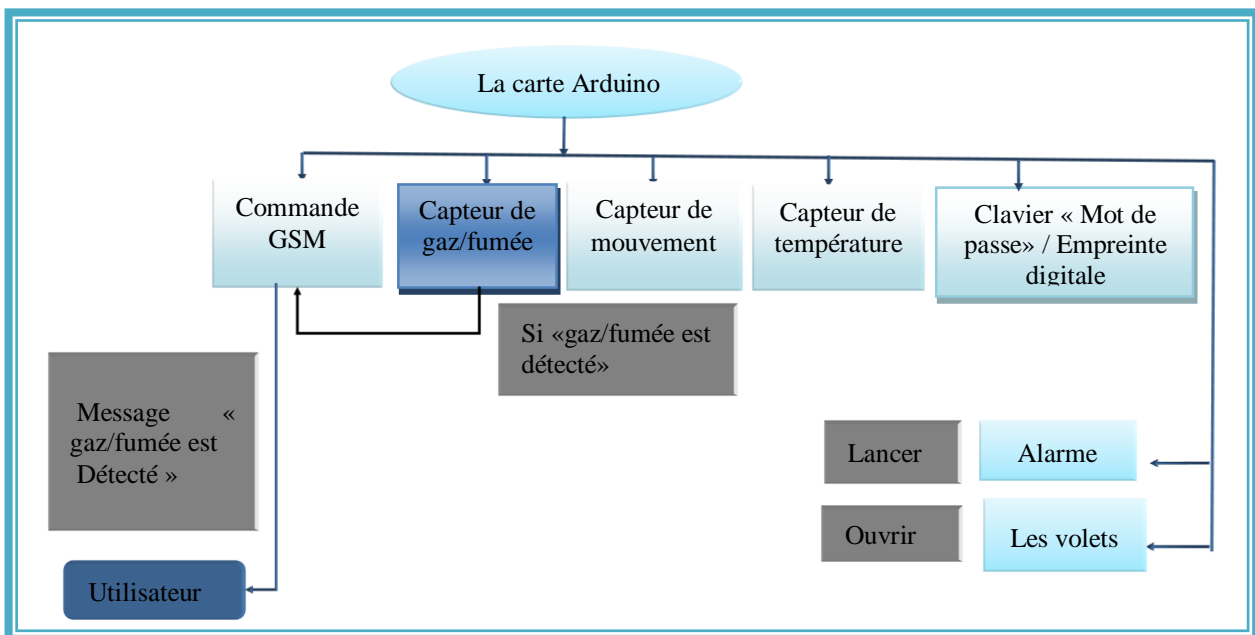 La carte Arduino
Commande
GSM
Capteur de
gaz/fumée
Capteur de
mouvement
Capteur de
température
Clavier « Mot de
passe» / Empreinte
digitale
Si «gaz/fumée est
détecté»
Message «
gaz/fumée est
Détecté »
Lancer
Alarme
Ouvrir
Les volets
Utilisateur